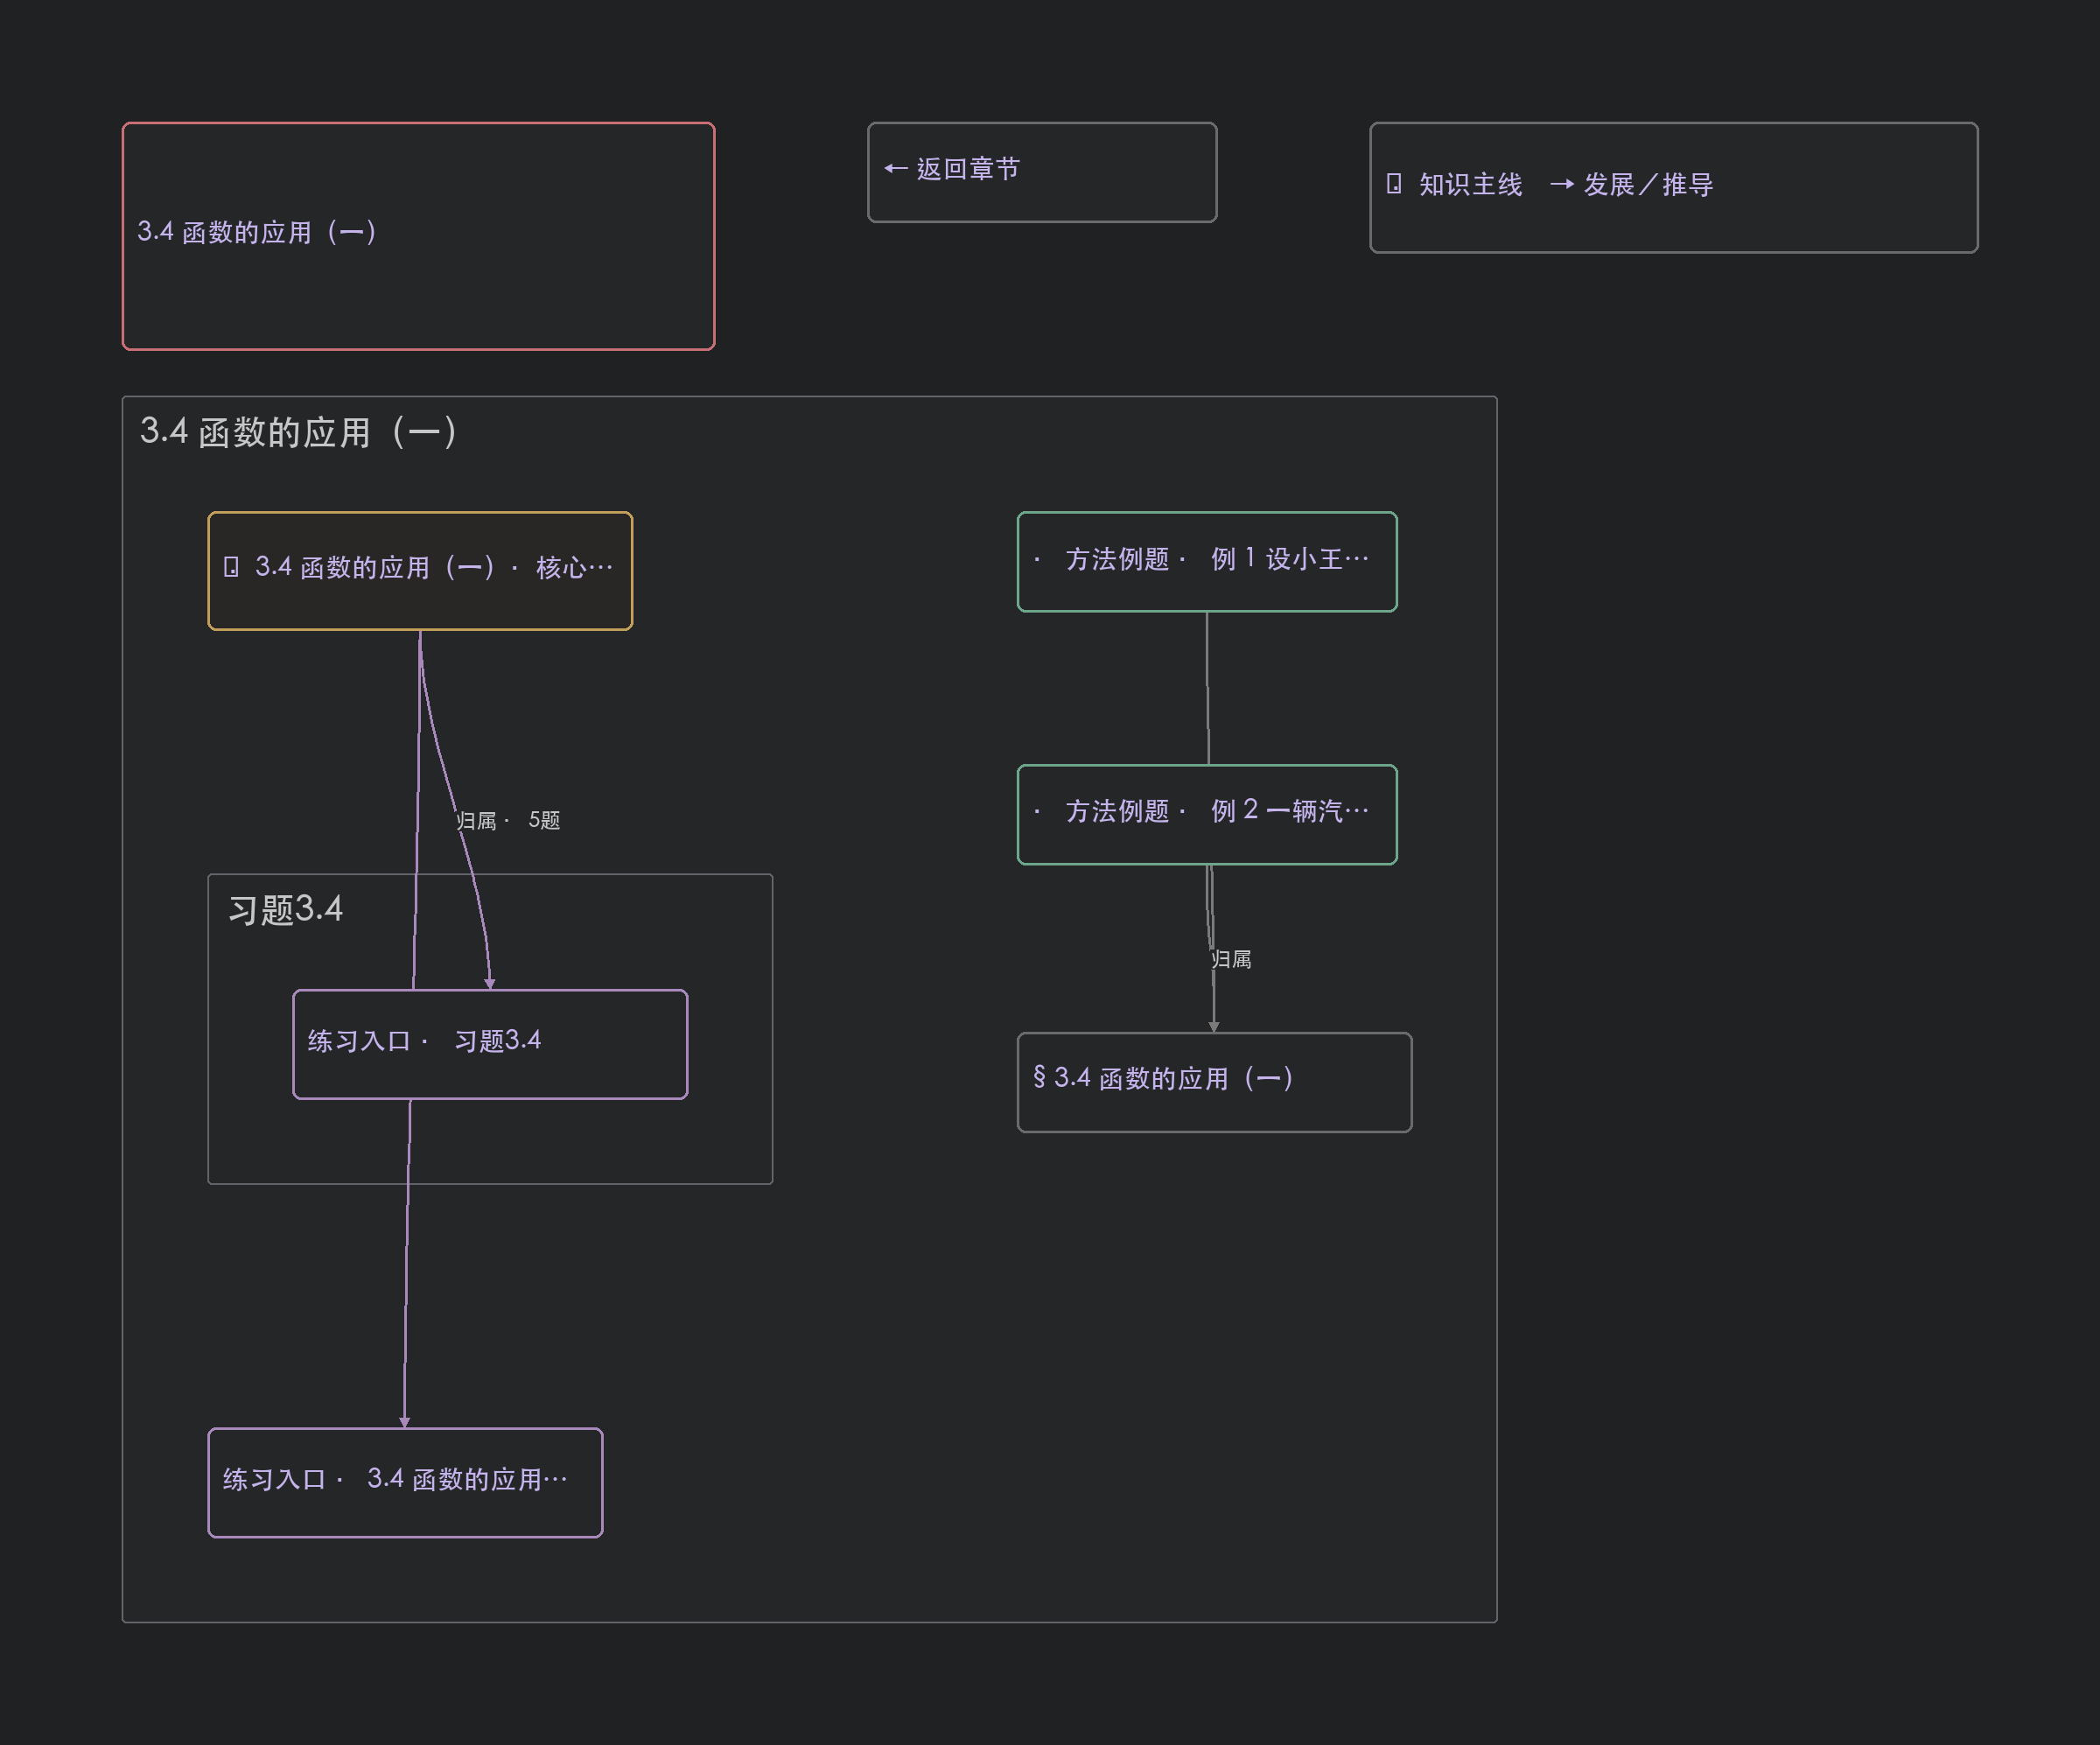 3.4 函数的应用（一）
← 返回章节
知识主线 → 发展／推导
3.4 函数的应用（一）
3.4 函数的应用（一）· 核心…
· 方法例题 · 例 1 设小王…
· 方法例题 · 例 2 一辆汽…
归属 · 5题
习题3.4
归属
练习入口 · 习题3.4
§ 3.4 函数的应用（一）
练习入口 · 3.4 函数的应用…